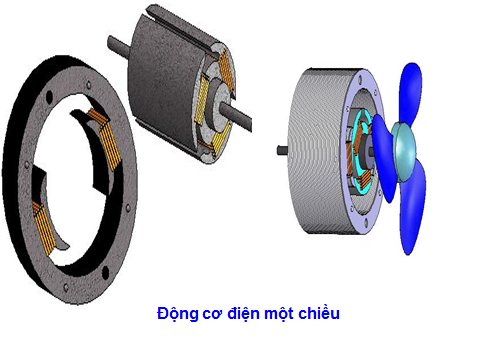 Động cơ điện một chiều